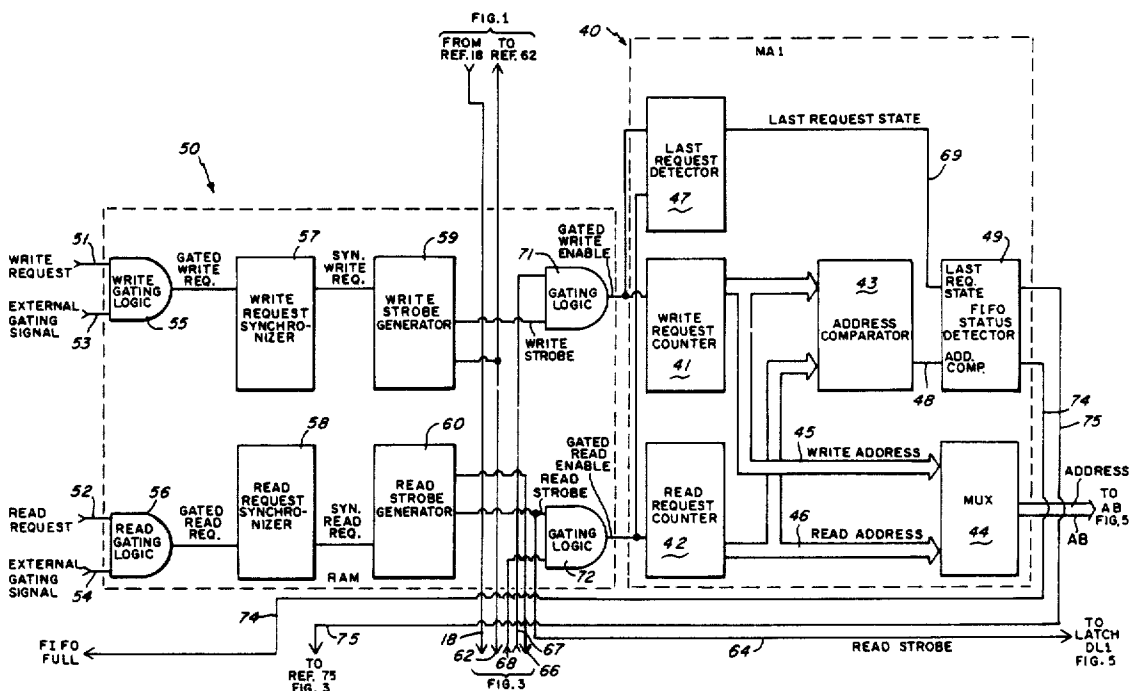 FIG. 1
FROM REF. 18
TO REF. 62
40
MA 1
LAST REQUEST STATE
LAST
REQUEST
DETECTOR
47
69
50
51
WRITE
REQUEST
EXTERNAL
GATING
SIGNAL
53
WRITE GATING
LOGIC
55
GATED
WRITE
REQ.
57
WRITE
REQUEST
SYNCHRO-
NIZER
SYN.
WRITE
REQ.
59
WRITE
STROBE
GENERATOR
71
GATING
LOGIC
WRITE
STROBE
GATED
WRITE
ENABLE
WRITE
REQUEST
COUNTER
41
43
ADDRESS
COMPARATOR
49
LAST
REQ.
STATE
FIFO
STATUS
DETECTOR
ADD.
COMP.
48
74
75
52
READ
REQUEST
EXTERNAL
GATING
SIGNAL
54
56
READ GATING
LOGIC
GATED
READ
REQ.
58
READ
REQUEST
SYNCHRONIZER
SYN.
READ
REQ.
60
READ
STROBE
GENERATOR
READ
STROBE
GATED
READ
ENABLE
GATING
LOGIC
72
READ
REQUEST
COUNTER
42
45
WRITE ADDRESS
46
READ ADDRESS
MUX
44
ADDRESS
TO
AB
FIG. 5
AB
RAM
74
FIFO
FULL
75
TO
REF. 75
FIG. 3
18
62
68
66
67
FIG. 3
64
READ STROBE
TO
LATCH
DL1
FIG. 5